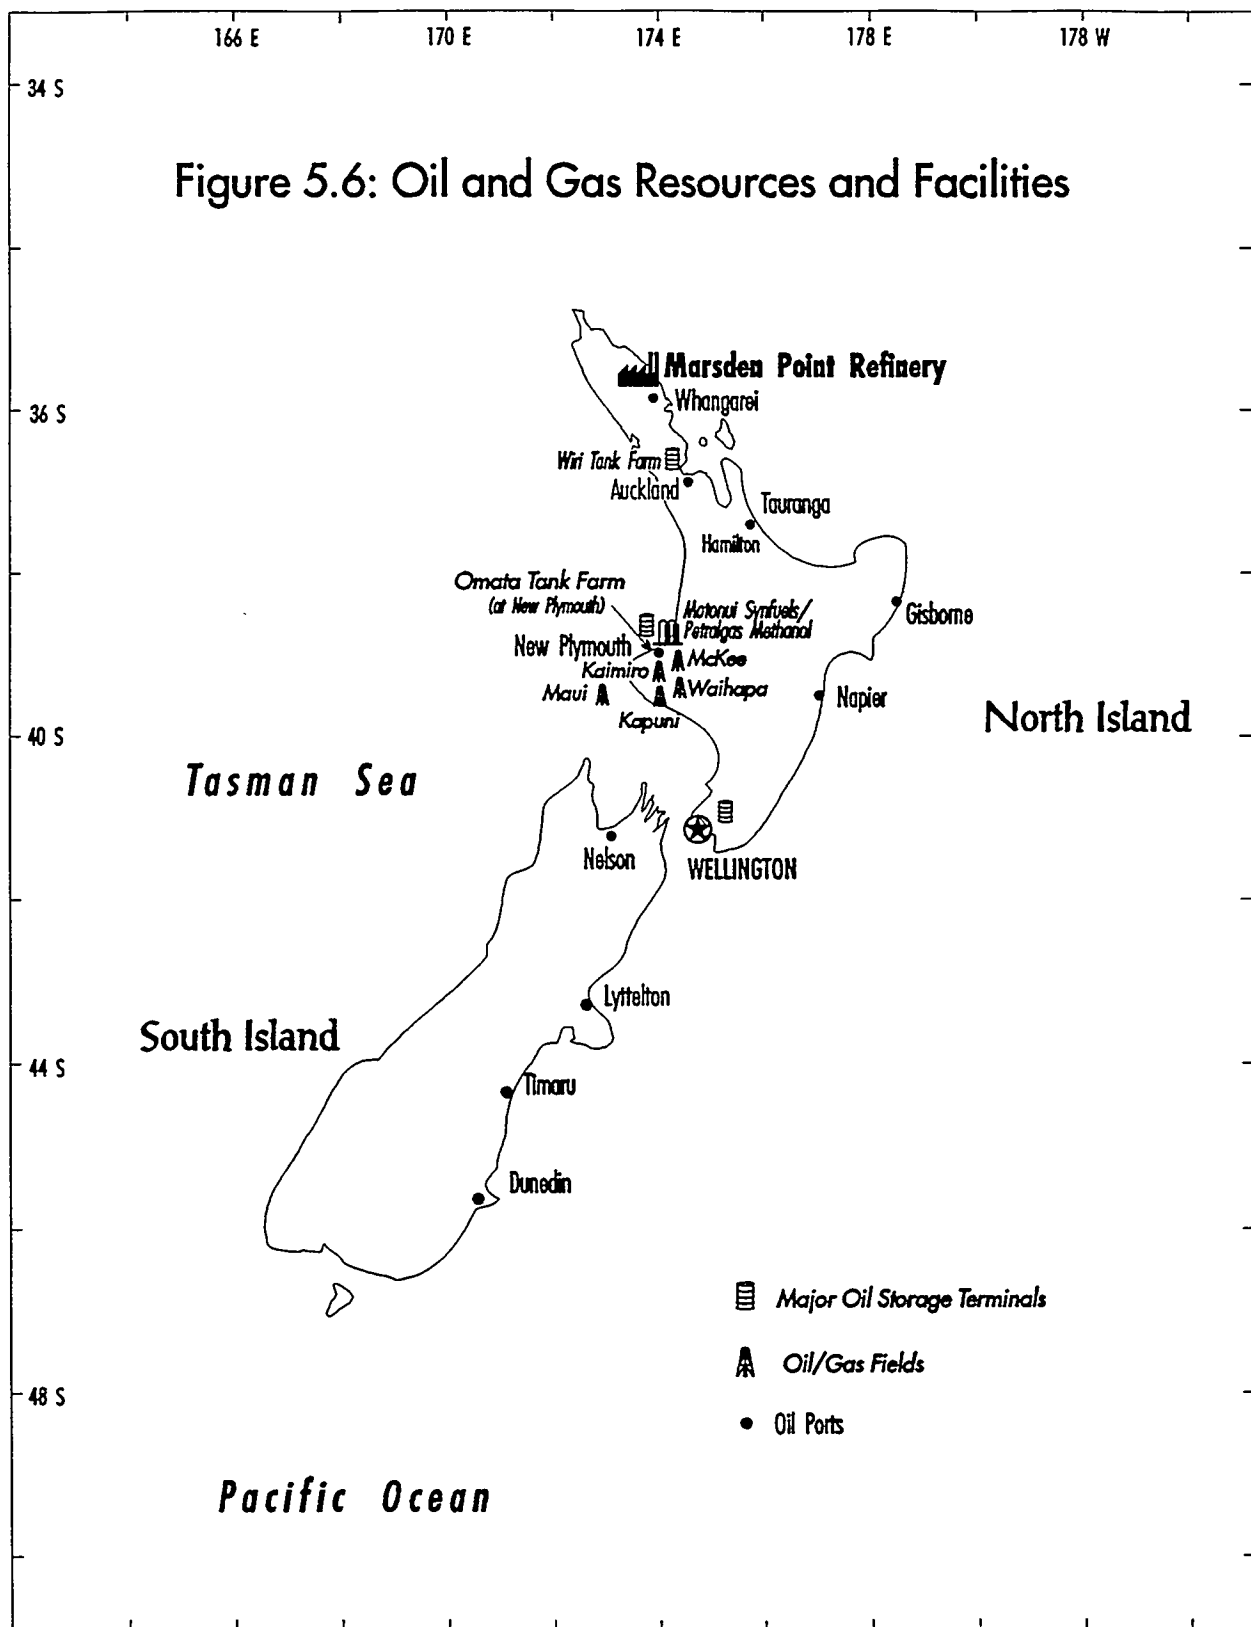 166 E 170 E 174 E 178 E 178 W
34 S
Figure 5.6: Oil and Gas Resources and Facilities
Marsden Point Refinery
36 S
Whangarei
Wiri Tank Farm
Auckland
Tauranga
Hamilton
Omata Tank Farm
(at New Plymouth)
Motonui Synfuels/
Petralgas Methanol
Gisborne
New Plymouth
McKee
Kaimiro
Maui
Waihapa
Napier
Kapuni
North Island
40 S
Tasman Sea
Nelson
WELLINGTON
Lyttelton
South Island
44 S
Timaru
Dunedin
Major Oil Storage Terminals
Oil/Gas Fields
48 S
Oil Ports
Pacific Ocean